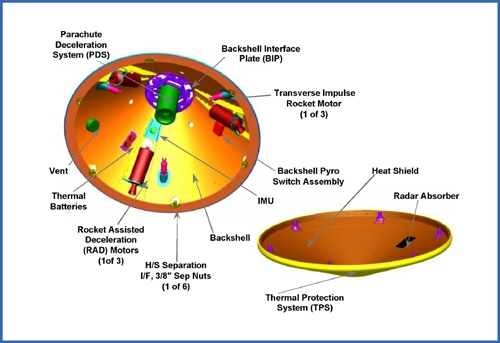 Parachute
Deceleration
System (PDS)
Backshell Interface
Plate (BIP)
Transverse Impulse
Rocket Motor
(1 of 3)
Backshell Pyro
Switch Assembly
Heat Shield
Radar Absorber
Vent
Thermal
Batteries
IMU
Rocket Assisted
Deceleration
(RAD) Motors
(1of 3)
Backshell
H/S Separation
I/F, 3/8" Sep Nuts
(1 of 6)
Thermal Protection
System (TPS)